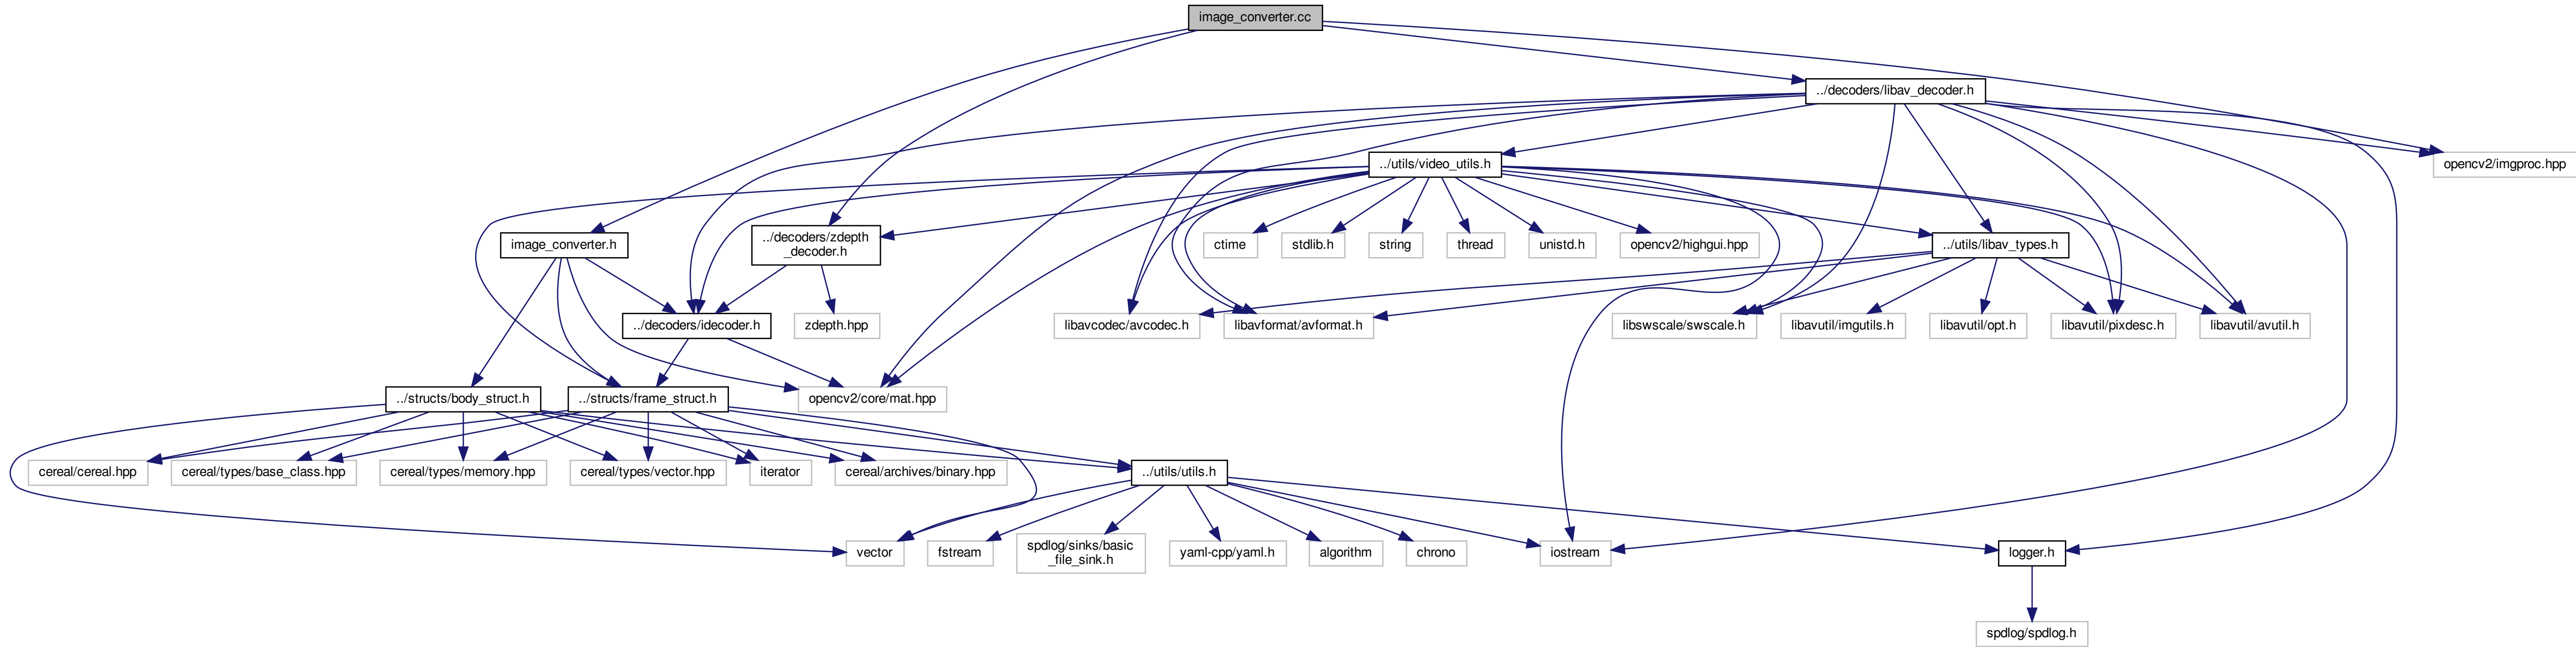 image_converter.cc
../decoders/libav_decoder.h
../utils/video_utils.h
opencv2/imgproc.hpp
image_converter.h
../decoders/zdepth
_decoder.h
ctime
stdlib.h
string
thread
unistd.h
opencv2/highgui.hpp
../utils/libav_types.h
../decoders/idecoder.h
zdepth.hpp
libavcodec/avcodec.h
libavformat/avformat.h
libswscale/swscale.h
libavutil/imgutils.h
libavutil/opt.h
libavutil/pixdesc.h
libavutil/avutil.h
../structs/body_struct.h
../structs/frame_struct.h
opencv2/core/mat.hpp
cereal/cereal.hpp
cereal/types/base_class.hpp
cereal/types/memory.hpp
cereal/types/vector.hpp
iterator
cereal/archives/binary.hpp
../utils/utils.h
vector
fstream
spdlog/sinks/basic
_file_sink.h
yaml-cpp/yaml.h
algorithm
chrono
iostream
logger.h
spdlog/spdlog.h